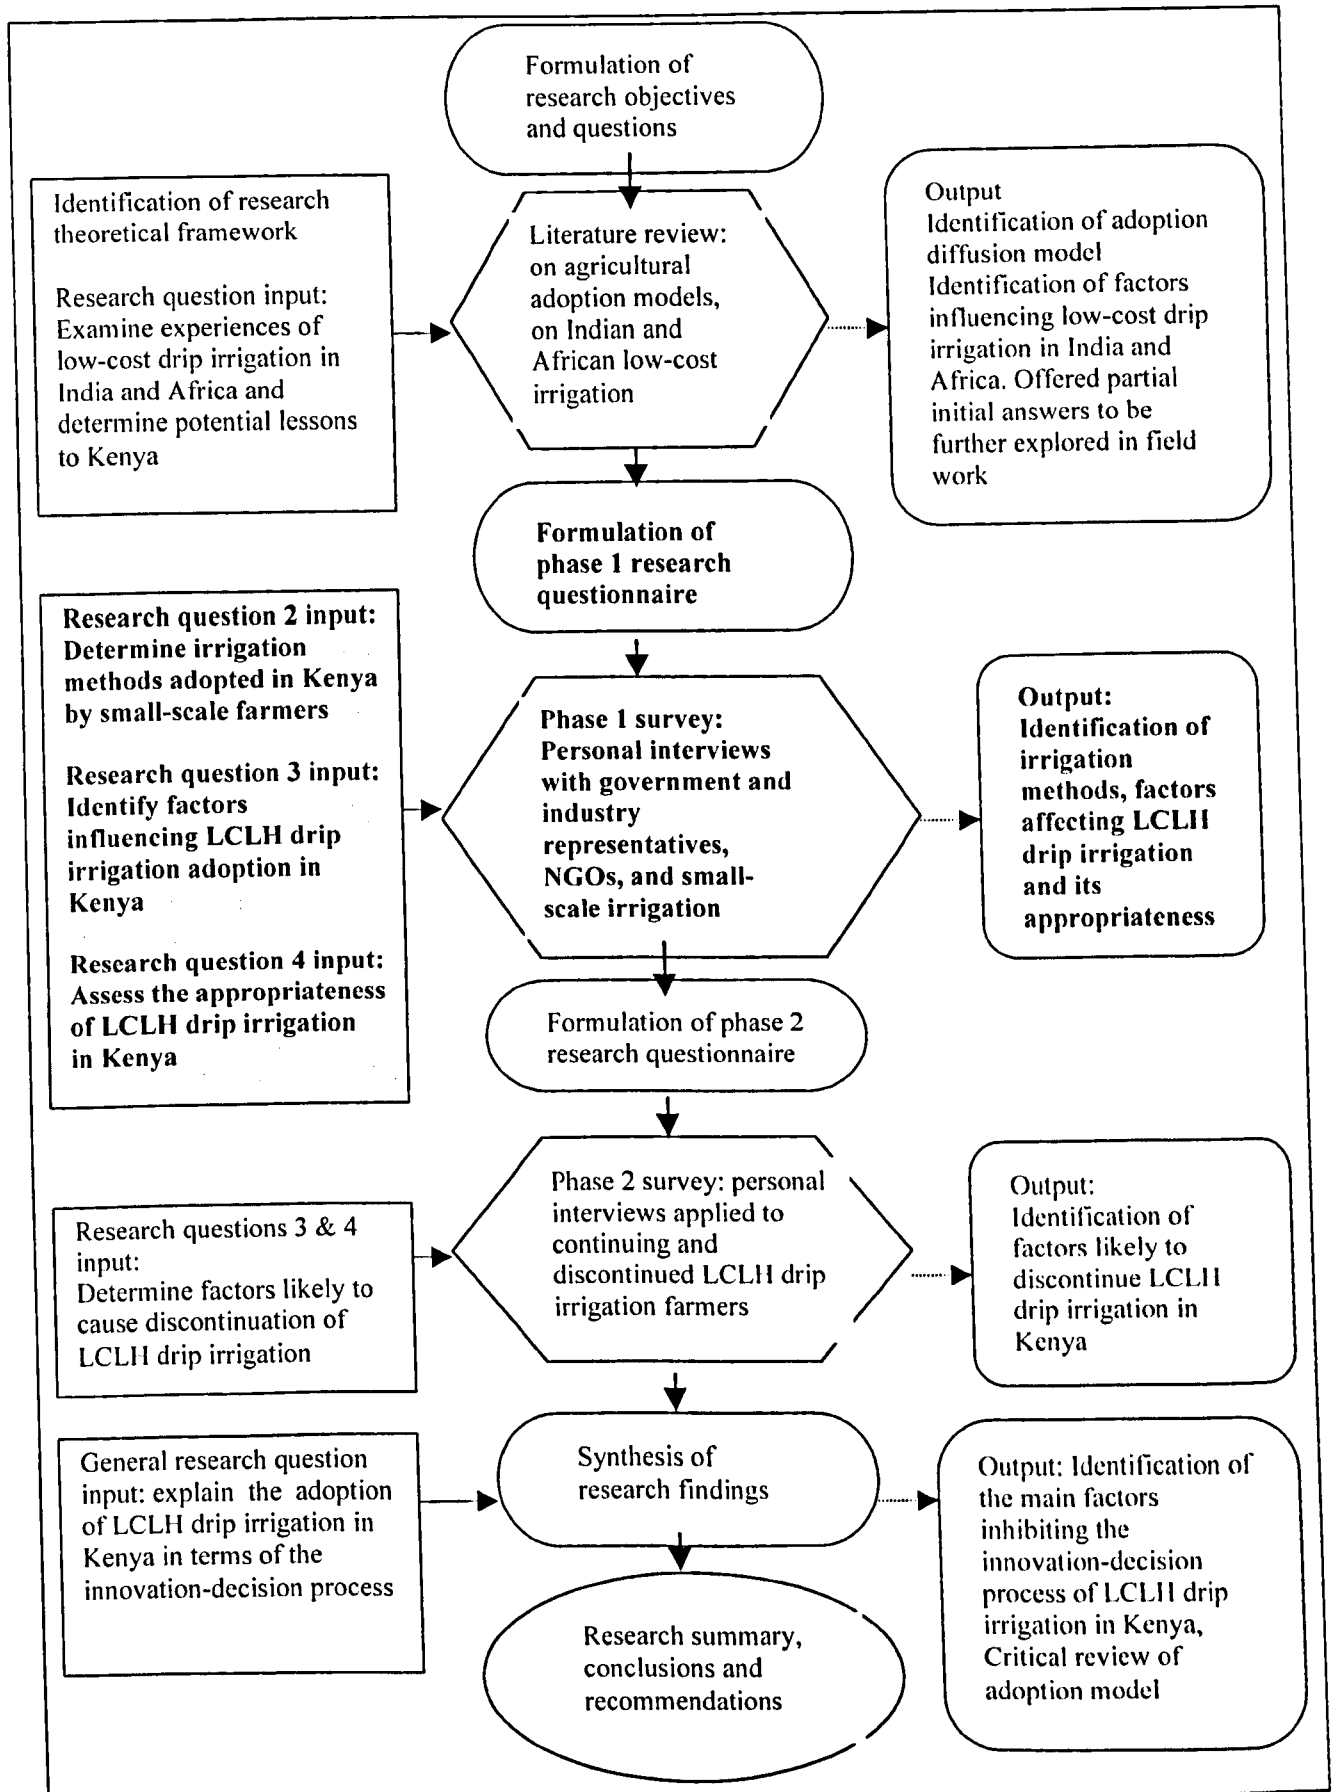 Formulation of
research objectives
and questions
Identification of research
theoretical framework
Research question input:
Examine experiences of
low-cost drip irrigation in
India and Africa and
determine potential lessons
to Kenya
Literature review:
on agricultural
adoption models,
on Indian and
African low-cost
irrigation
Output
Identification of adoption
diffusion model
Identification of factors
influencing low-cost drip
irrigation in India and
Africa. Offered partial
initial answers to be
further explored in field
work
Formulation of
phase 1 research
questionnaire
Research question 2 input:
Determine irrigation
methods adopted in Kenya
by small-scale farmers
Research question 3 input:
Identify factors
influencing LCLH drip
irrigation adoption in
Kenya
Research question 4 input:
Assess the appropriateness
of LCLH drip irrigation
in Kenya
Phase 1 survey:
Personal interviews
with government and
industry
representatives,
NGOs, and small-
scale irrigation
Output:
Identification of
irrigation
methods, factors
affecting LCLH
drip irrigation
and its
appropriateness
Formulation of phase 2
research questionnaire
Research questions 3 & 4
input:
Determine factors likely to
cause discontinuation of
LCLH drip irrigation
Phase 2 survey: personal
interviews applied to
continuing and
discontinued LCLH drip
irrigation farmers
Output:
Identification of
factors likely to
discontinue LCLH
drip irrigation in
Kenya
General research question
input: explain the adoption
of LCLH drip irrigation in
Kenya in terms of the
innovation-decision process
Synthesis of
research findings
Output: Identification of
the main factors
inhibiting the
innovation-decision
process of LCLH drip
irrigation in Kenya,
Critical review of
adoption model
Research summary,
conclusions and
recommendations